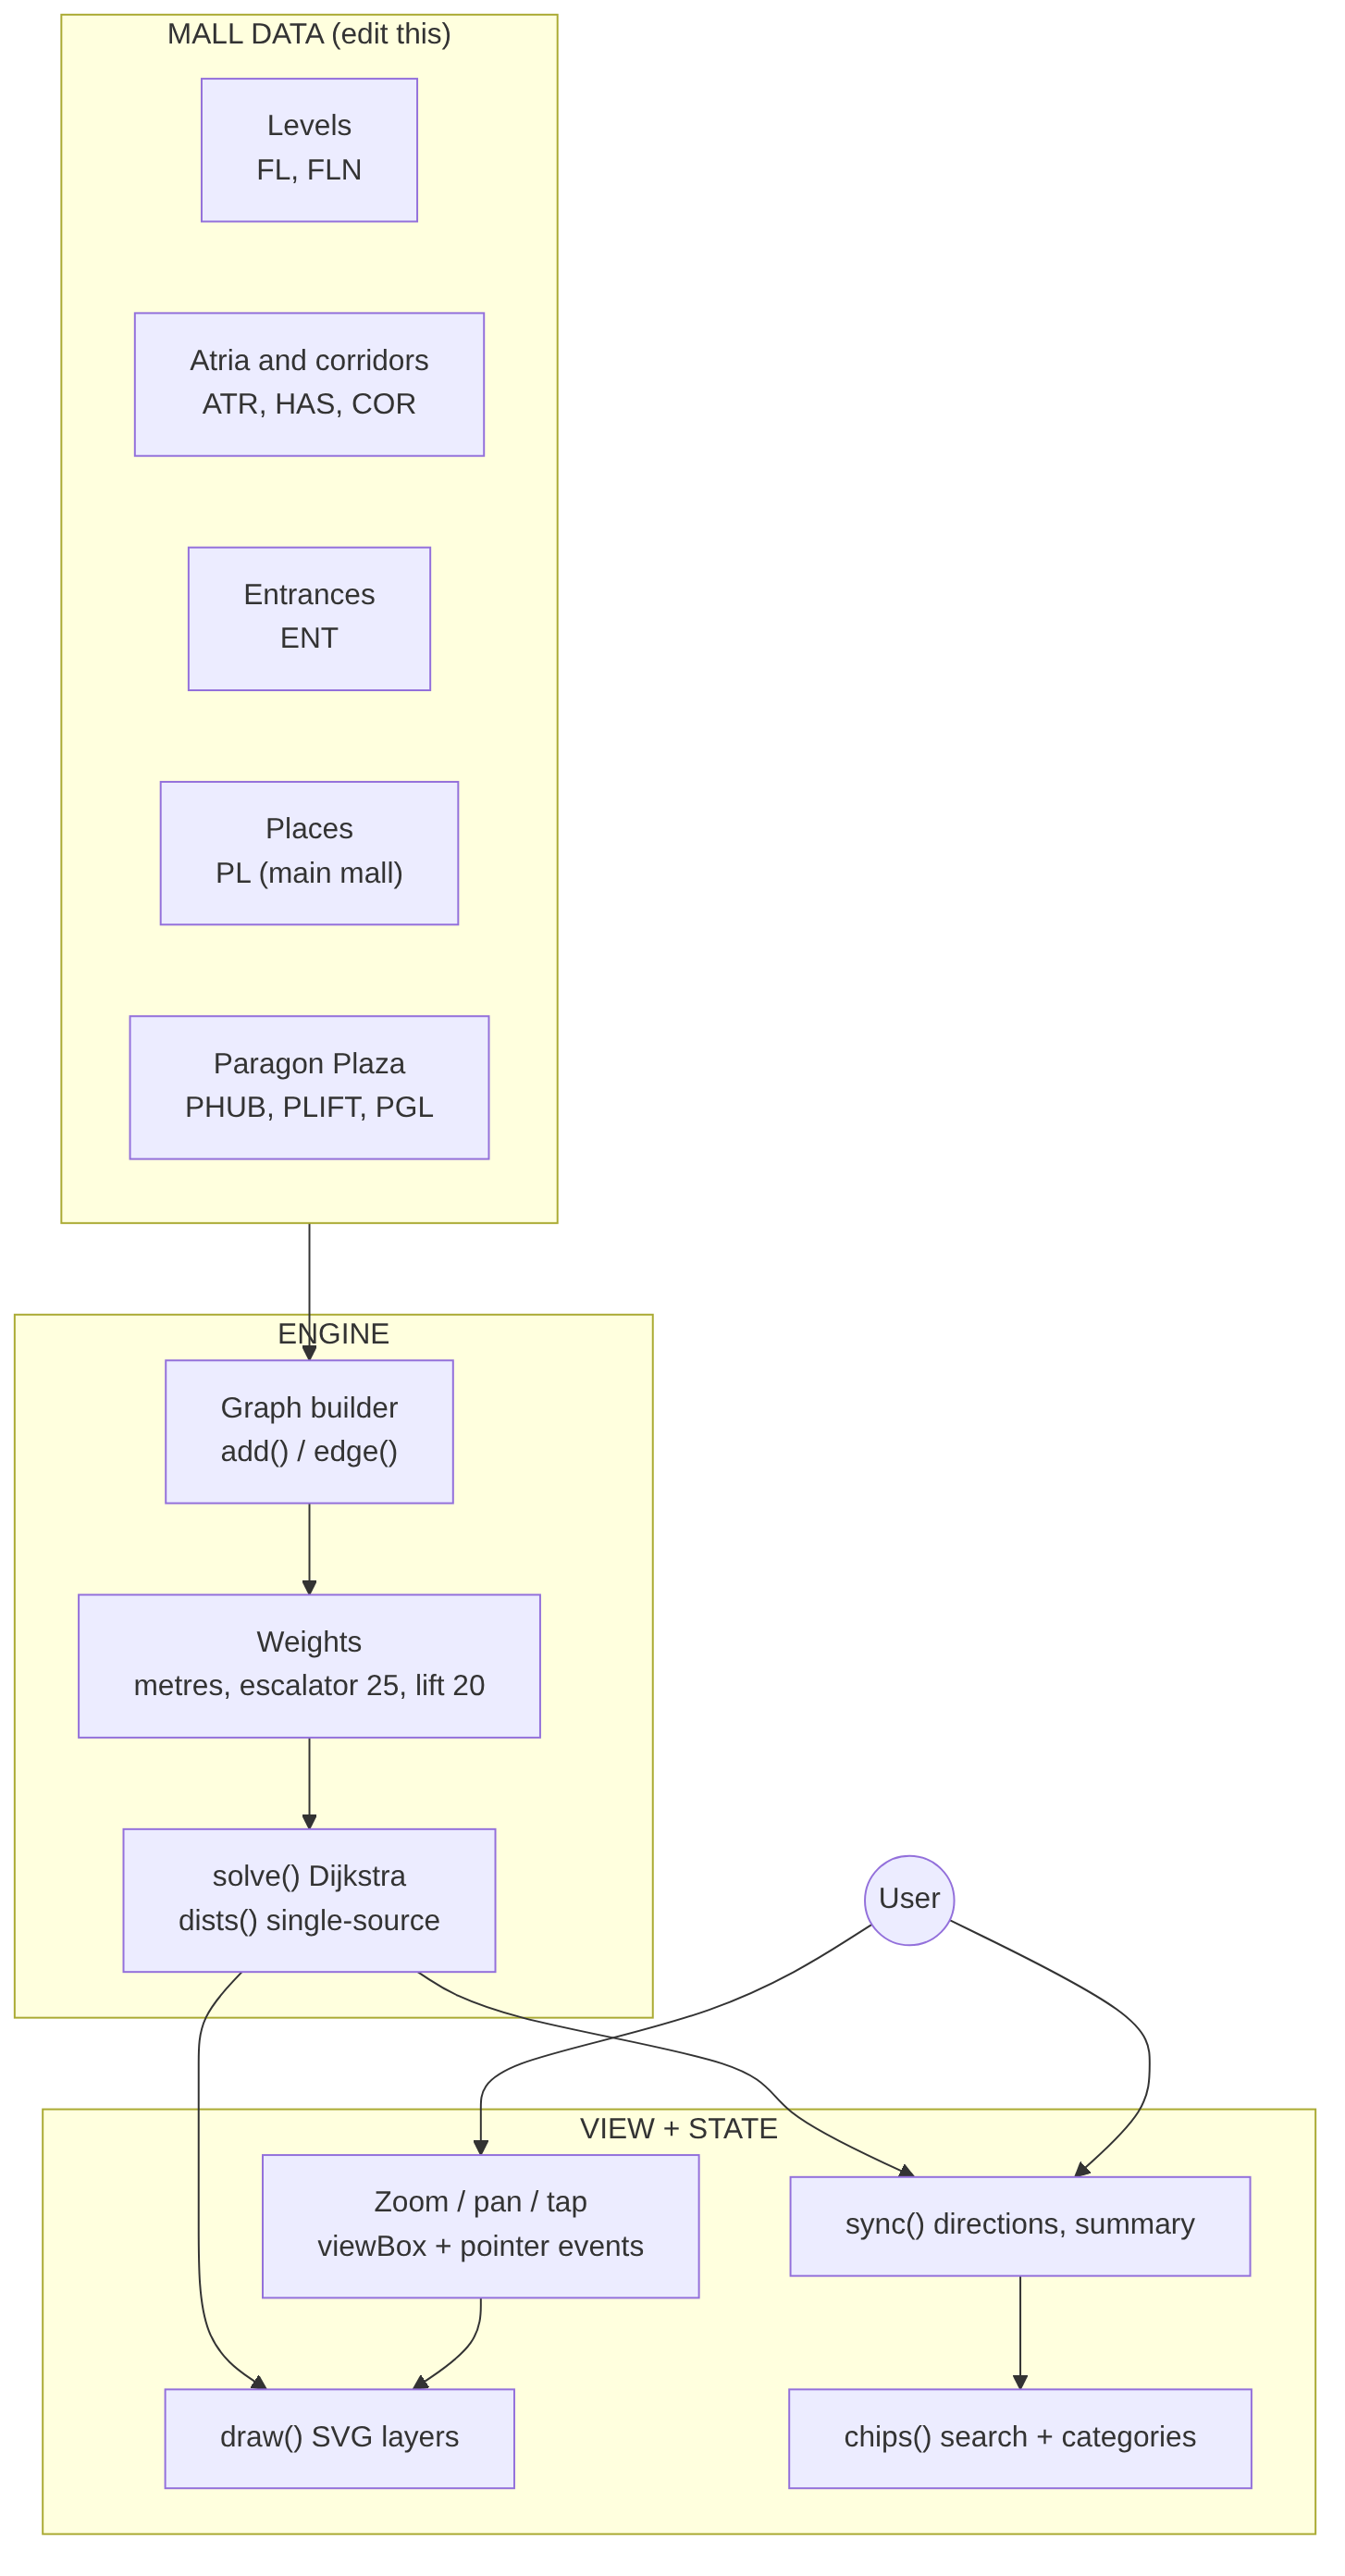 MALL DATA (edit this)
Levels
FL, FLN
Atria and corridors
ATR, HAS, COR
Entrances
ENT
Places
PL (main mall)
Paragon Plaza
PHUB, PLIFT, PGL
ENGINE
Graph builder
add() / edge()
Weights
metres, escalator 25, lift 20
solve() Dijkstra
dists() single-source
User
VIEW + STATE
Zoom / pan / tap
viewBox + pointer events
sync() directions, summary
draw() SVG layers
chips() search + categories